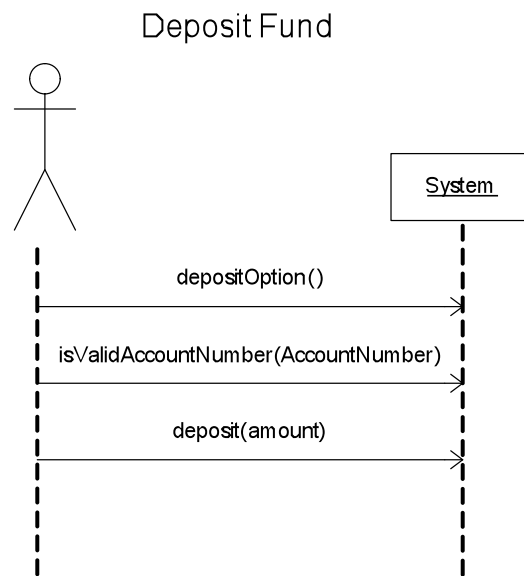 Deposit Fund
System
depositOption()
isValidAccountNumber(AccountNumber)
deposit(amount)